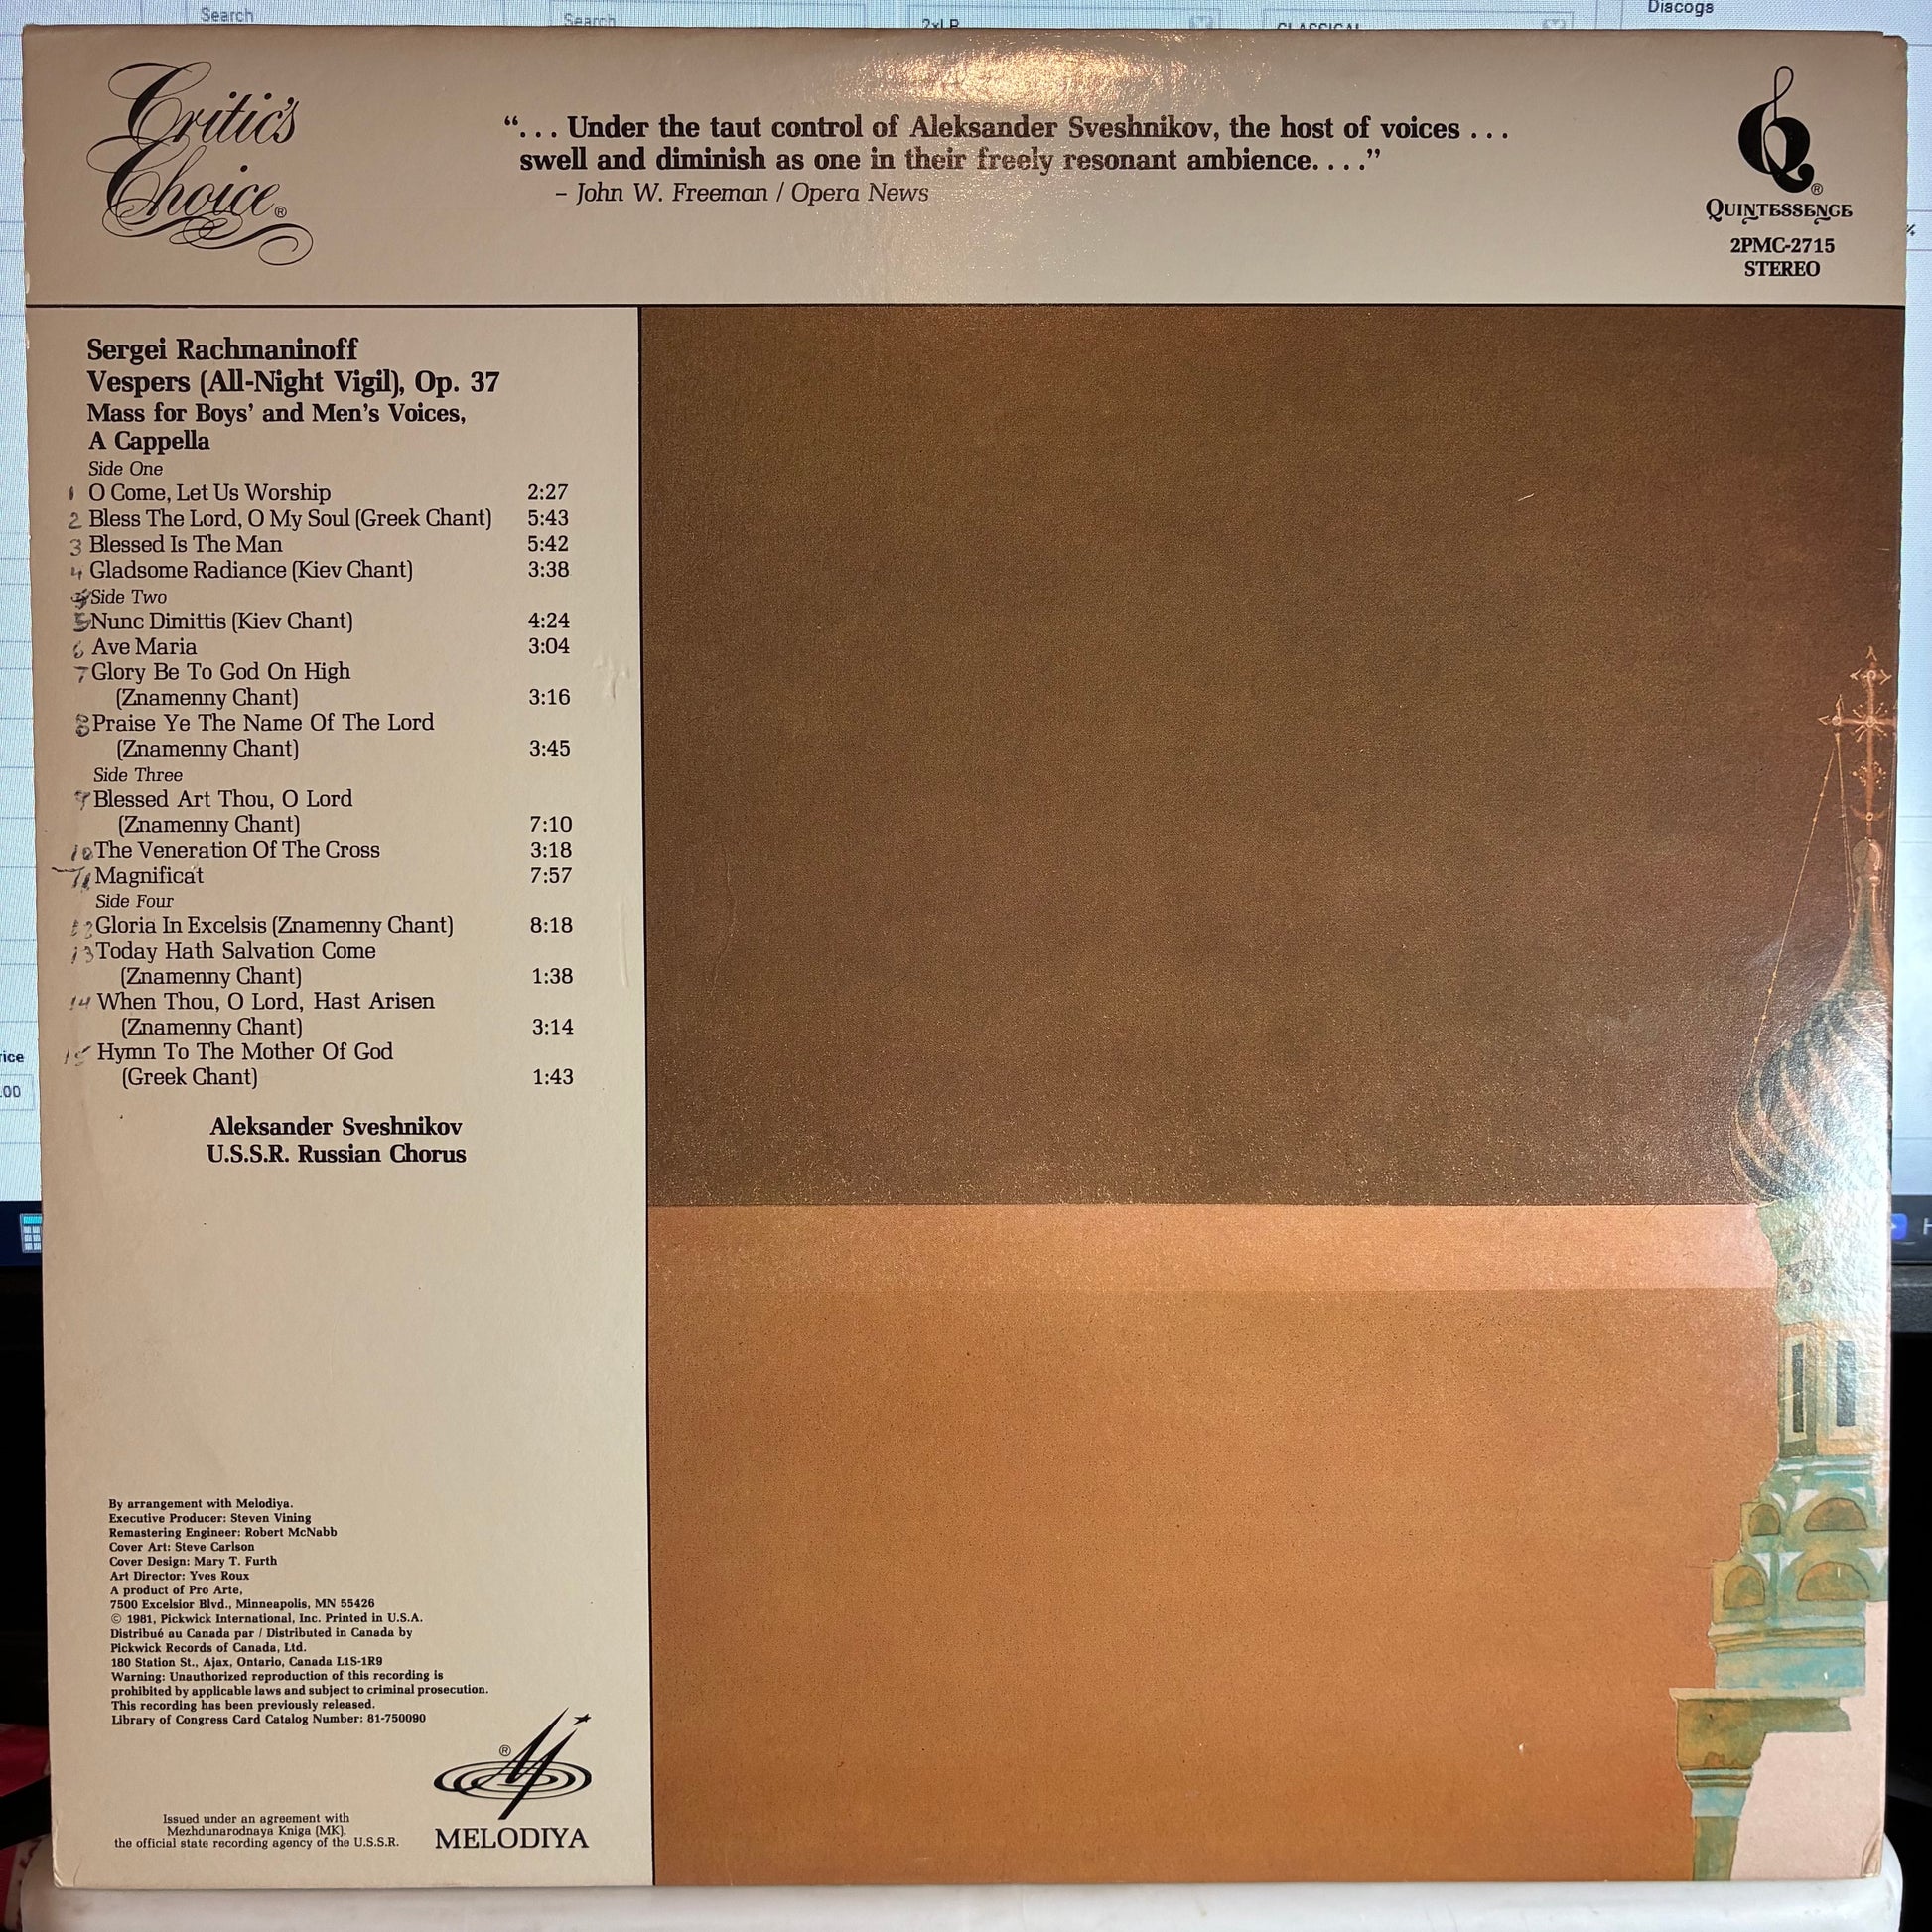 Search
Search
2xLP
CLASSICAL
Discogs
Critic's
Choice®
“. . . Under the taut control of Aleksander Sveshnikov, the host of voices . . .
swell and diminish as one in their freely resonant ambience. . . .”
– John W. Freeman / Opera News
QUINTESSENCE®
2PMC-2715
STEREO
Sergei Rachmaninoff
Vespers (All-Night Vigil), Op. 37
Mass for Boys’ and Men’s Voices,
A Cappella
Side One
1 O Come, Let Us Worship 2:27
2 Bless The Lord, O My Soul (Greek Chant) 5:43
3 Blessed Is The Man 5:42
4 Gladsome Radiance (Kiev Chant) 3:38
Side Two
5 Nunc Dimittis (Kiev Chant) 4:24
6 Ave Maria 3:04
7 Glory Be To God On High
(Znamenny Chant) 3:16
8 Praise Ye The Name Of The Lord
(Znamenny Chant) 3:45
Side Three
9 Blessed Art Thou, O Lord
(Znamenny Chant) 7:10
10 The Veneration Of The Cross 3:18
11 Magnificat 7:57
Side Four
12 Gloria In Excelsis (Znamenny Chant) 8:18
13 Today Hath Salvation Come
(Znamenny Chant) 1:38
14 When Thou, O Lord, Hast Arisen
(Znamenny Chant) 3:14
15 Hymn To The Mother Of God
(Greek Chant) 1:43
Aleksander Sveshnikov
U.S.S.R. Russian Chorus
By arrangement with Melodiya.
Executive Producer: Steven Vining
Remastering Engineer: Robert McNabb
Cover Art: Steve Carlson
Cover Design: Mary T. Furth
Art Director: Yves Roux
A product of Pro Arte,
7500 Excelsior Blvd., Minneapolis, MN 55426
© 1981, Pickwick International, Inc. Printed in U.S.A.
Distribué au Canada par / Distributed in Canada by
Pickwick Records of Canada, Ltd.
180 Station St., Ajax, Ontario, Canada L1S-1R9
Warning: Unauthorized reproduction of this recording is
prohibited by applicable laws and subject to criminal prosecution.
This recording has been previously released.
Library of Congress Card Catalog Number: 81-750090
®
MELODIYA
Issued under an agreement with
Mezhdunarodnaya Kniga (MK),
the official state recording agency of the U.S.S.R.